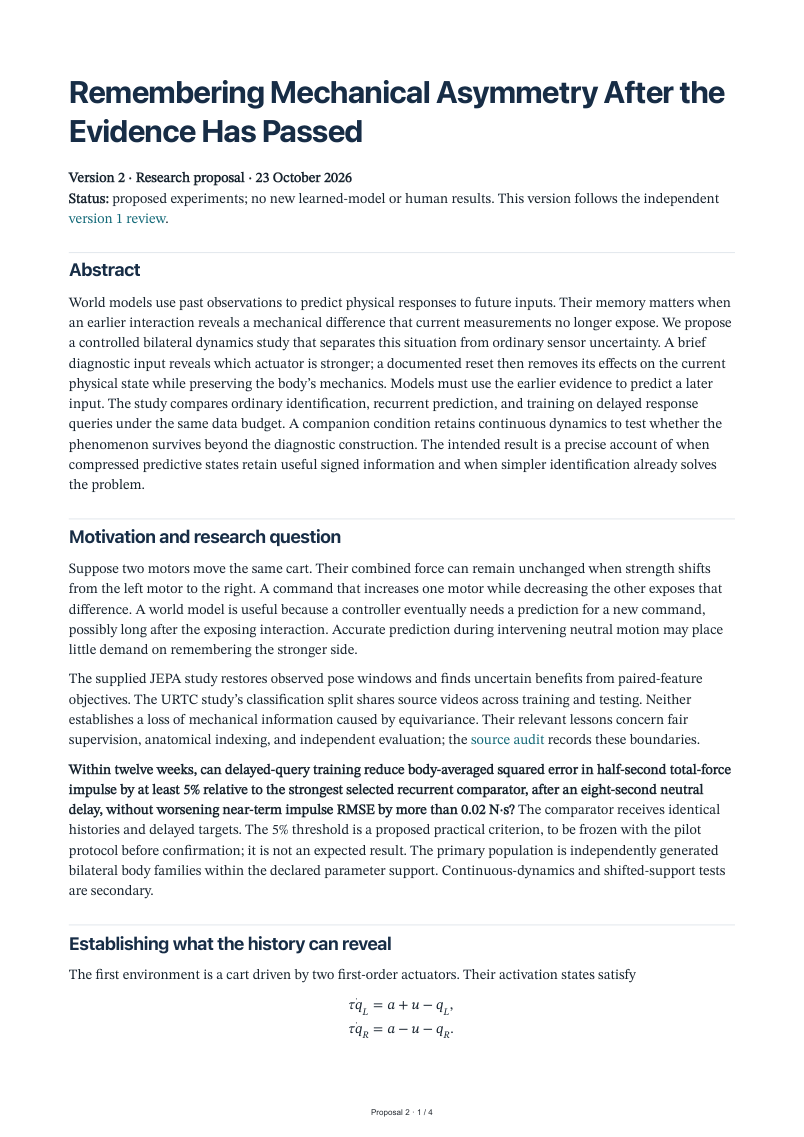 Remembering Mechanical Asymmetry After the
Evidence Has Passed
Version 2 · Research proposal · 23 October 2026
Status: proposed experiments; no new learned-model or human results. This version follows the independent
version 1 review.
Abstract
World models use past observations to predict physical responses to future inputs. Their memory matters when
an earlier interaction reveals a mechanical difference that current measurements no longer expose. We propose
a controlled bilateral dynamics study that separates this situation from ordinary sensor uncertainty. A brief
diagnostic input reveals which actuator is stronger; a documented reset then removes its effects on the current
physical state while preserving the body’s mechanics. Models must use the earlier evidence to predict a later
input. The study compares ordinary identification, recurrent prediction, and training on delayed response
queries under the same data budget. A companion condition retains continuous dynamics to test whether the
phenomenon survives beyond the diagnostic construction. The intended result is a precise account of when
compressed predictive states retain useful signed information and when simpler identification already solves
the problem.
Motivation and research question
Suppose two motors move the same cart. Their combined force can remain unchanged when strength shifts
from the left motor to the right. A command that increases one motor while decreasing the other exposes that
difference. A world model is useful because a controller eventually needs a prediction for a new command,
possibly long after the exposing interaction. Accurate prediction during intervening neutral motion may place
little demand on remembering the stronger side.
The supplied JEPA study restores observed pose windows and finds uncertain benefits from paired-feature
objectives. The URTC study’s classification split shares source videos across training and testing. Neither
establishes a loss of mechanical information caused by equivariance. Their relevant lessons concern fair
supervision, anatomical indexing, and independent evaluation; the source audit records these boundaries.
Within twelve weeks, can delayed-query training reduce body-averaged squared error in half-second total-force
impulse by at least 5% relative to the strongest selected recurrent comparator, after an eight-second neutral
delay, without worsening near-term impulse RMSE by more than 0.02 N·s? The comparator receives identical
histories and delayed targets. The 5% threshold is a proposed practical criterion, to be frozen with the pilot
protocol before confirmation; it is not an expected result. The primary population is independently generated
bilateral body families within the declared parameter support. Continuous-dynamics and shifted-support tests
are secondary.
Establishing what the history can reveal
The first environment is a cart driven by two first-order actuators. Their activation states satisfy
τq̇_L = a + u − q_L,
τq̇_R = a − u − q_R.
Proposal 2 · 1 / 4